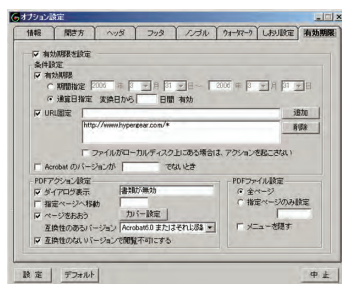 オプション設定
情報 開き方 ヘッダ フッタ ノンブル ウォーターマーク しおり設定 有効期限
有効期限を設定
条件設定
有効期限
期間指定 2006 年 3 月 31 日 ～ 2006 年 3 月 31 日
通算日指定 変換日から 日間 有効
URL固定 追加
http://www.hypergear.com/* 削除
ファイルがローカルディスク上にある場合は、アクションを起こさない
Acrobat のバージョンが でないとき
PDFアクション設定
ダイアログ表示 書類が無効
指定ページへ移動
ページをおおう カバー設定
互換性のあるバージョン Acrobat6.0 またはそれ以降
互換性のないバージョンで閲覧不可にする
PDFファイル設定
全ページ
指定ページのみ設定
メニューを隠す
設定 デフォルト 中止